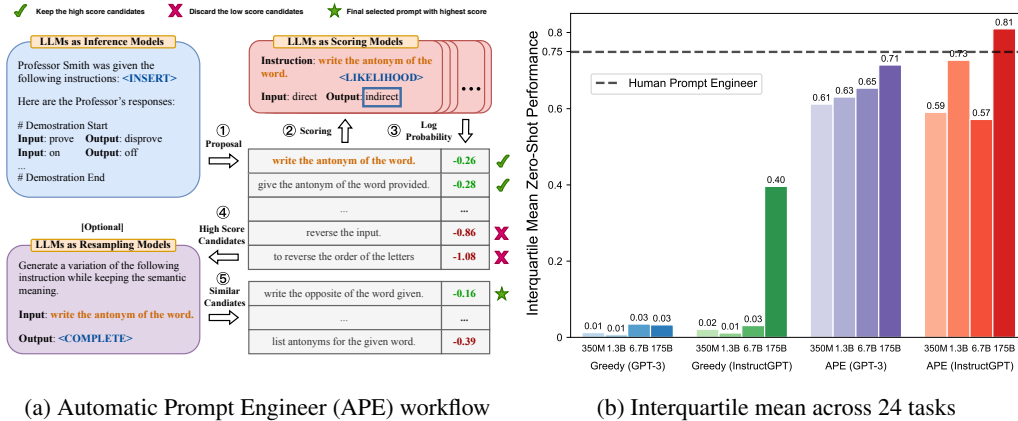 Keep the high score candidates
Discard the low score candidates
Final selected prompt with highest score
LLMs as Inference Models
Professor Smith was given the
following instructions: <INSERT>
Here are the Professor's responses:
# Demostration Start
Input: prove Output: disprove
Input: on Output: off
...
# Demostration End
① Proposal
LLMs as Scoring Models
Instruction: write the antonym of the
word. <LIKELIHOOD>
Input: direct Output: indirect
...
② Scoring
③ Log
Probability
write the antonym of the word. -0.26
give the antonym of the word provided. -0.28
... ...
reverse the input. -0.86
to reverse the order of the letters -1.08
④
High Score
Candidates
[Optional]
LLMs as Resampling Models
Generate a variation of the following
instruction while keeping the semantic
meaning.
Input: write the antonym of the word.
Output: <COMPLETE>
⑤
Similar
Candiates
write the opposite of the word given. -0.16
... ...
list antonyms for the given word. -0.39
(a) Automatic Prompt Engineer (APE) workflow
Interquartile Mean Zero-Shot Performance
0.8
0.75
0.6
0.4
0.2
0
Human Prompt Engineer
0.01 0.01 0.03 0.03
0.02 0.01 0.03 0.40
0.61 0.63 0.65 0.71
0.59 0.73 0.57 0.81
350M 1.3B 6.7B 175B
Greedy (GPT-3)
350M 1.3B 6.7B 175B
Greedy (InstructGPT)
350M 1.3B 6.7B 175B
APE (GPT-3)
350M 1.3B 6.7B 175B
APE (InstructGPT)
(b) Interquartile mean across 24 tasks